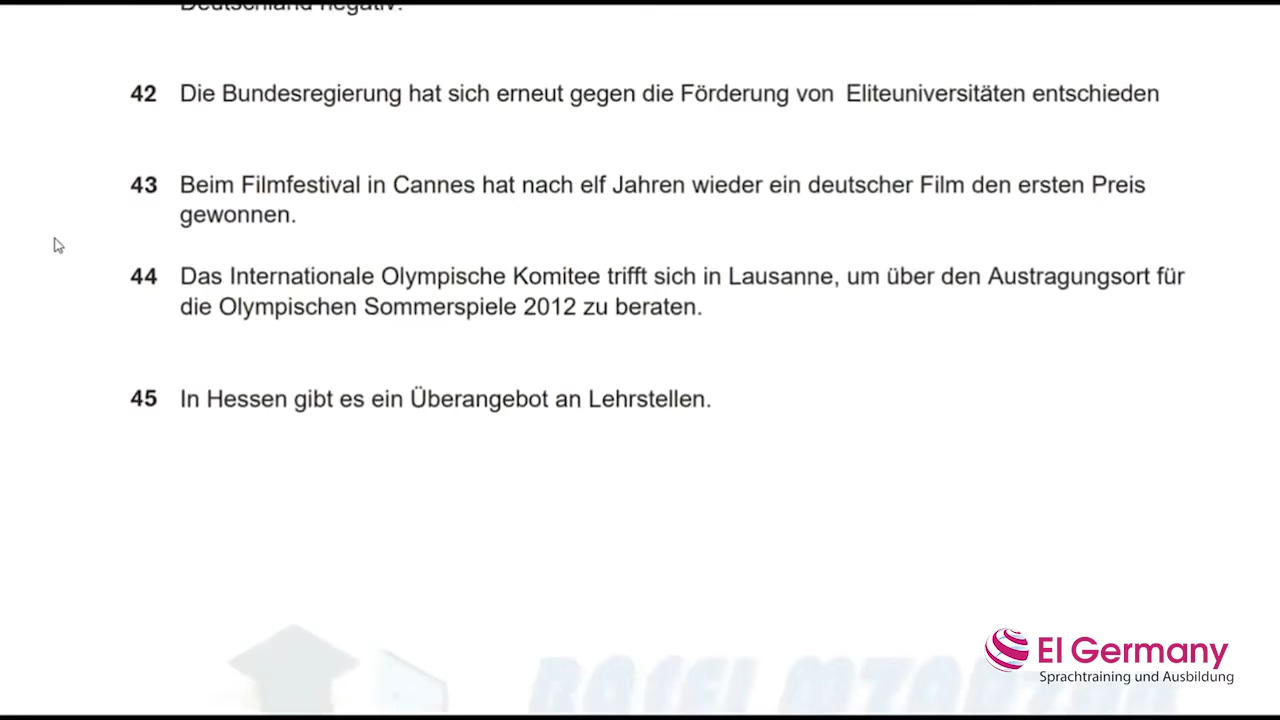 Deutschland negativ.
42 Die Bundesregierung hat sich erneut gegen die Förderung von Eliteuniversitäten entschieden
43 Beim Filmfestival in Cannes hat nach elf Jahren wieder ein deutscher Film den ersten Preis
gewonnen.
44 Das Internationale Olympische Komitee trifft sich in Lausanne, um über den Austragungsort für
die Olympischen Sommerspiele 2012 zu beraten.
45 In Hessen gibt es ein Überangebot an Lehrstellen.
EI Germany
Sprachtraining und Ausbildung